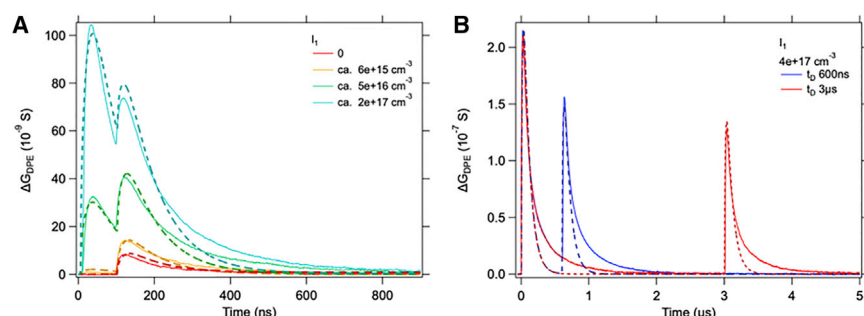 A
ΔG_DPE (10⁻⁹ S)
100
80
60
40
20
0
0
200
400
600
800
Time (ns)
I₁
0
ca. 6e+15 cm⁻³
ca. 5e+16 cm⁻³
ca. 2e+17 cm⁻³
B
ΔG_DPE (10⁻⁷ S)
2.0
1.5
1.0
0.5
0.0
0
1
2
3
4
5
Time (µs)
I₁
4e+17 cm⁻³
t_D 600ns
t_D 3µs